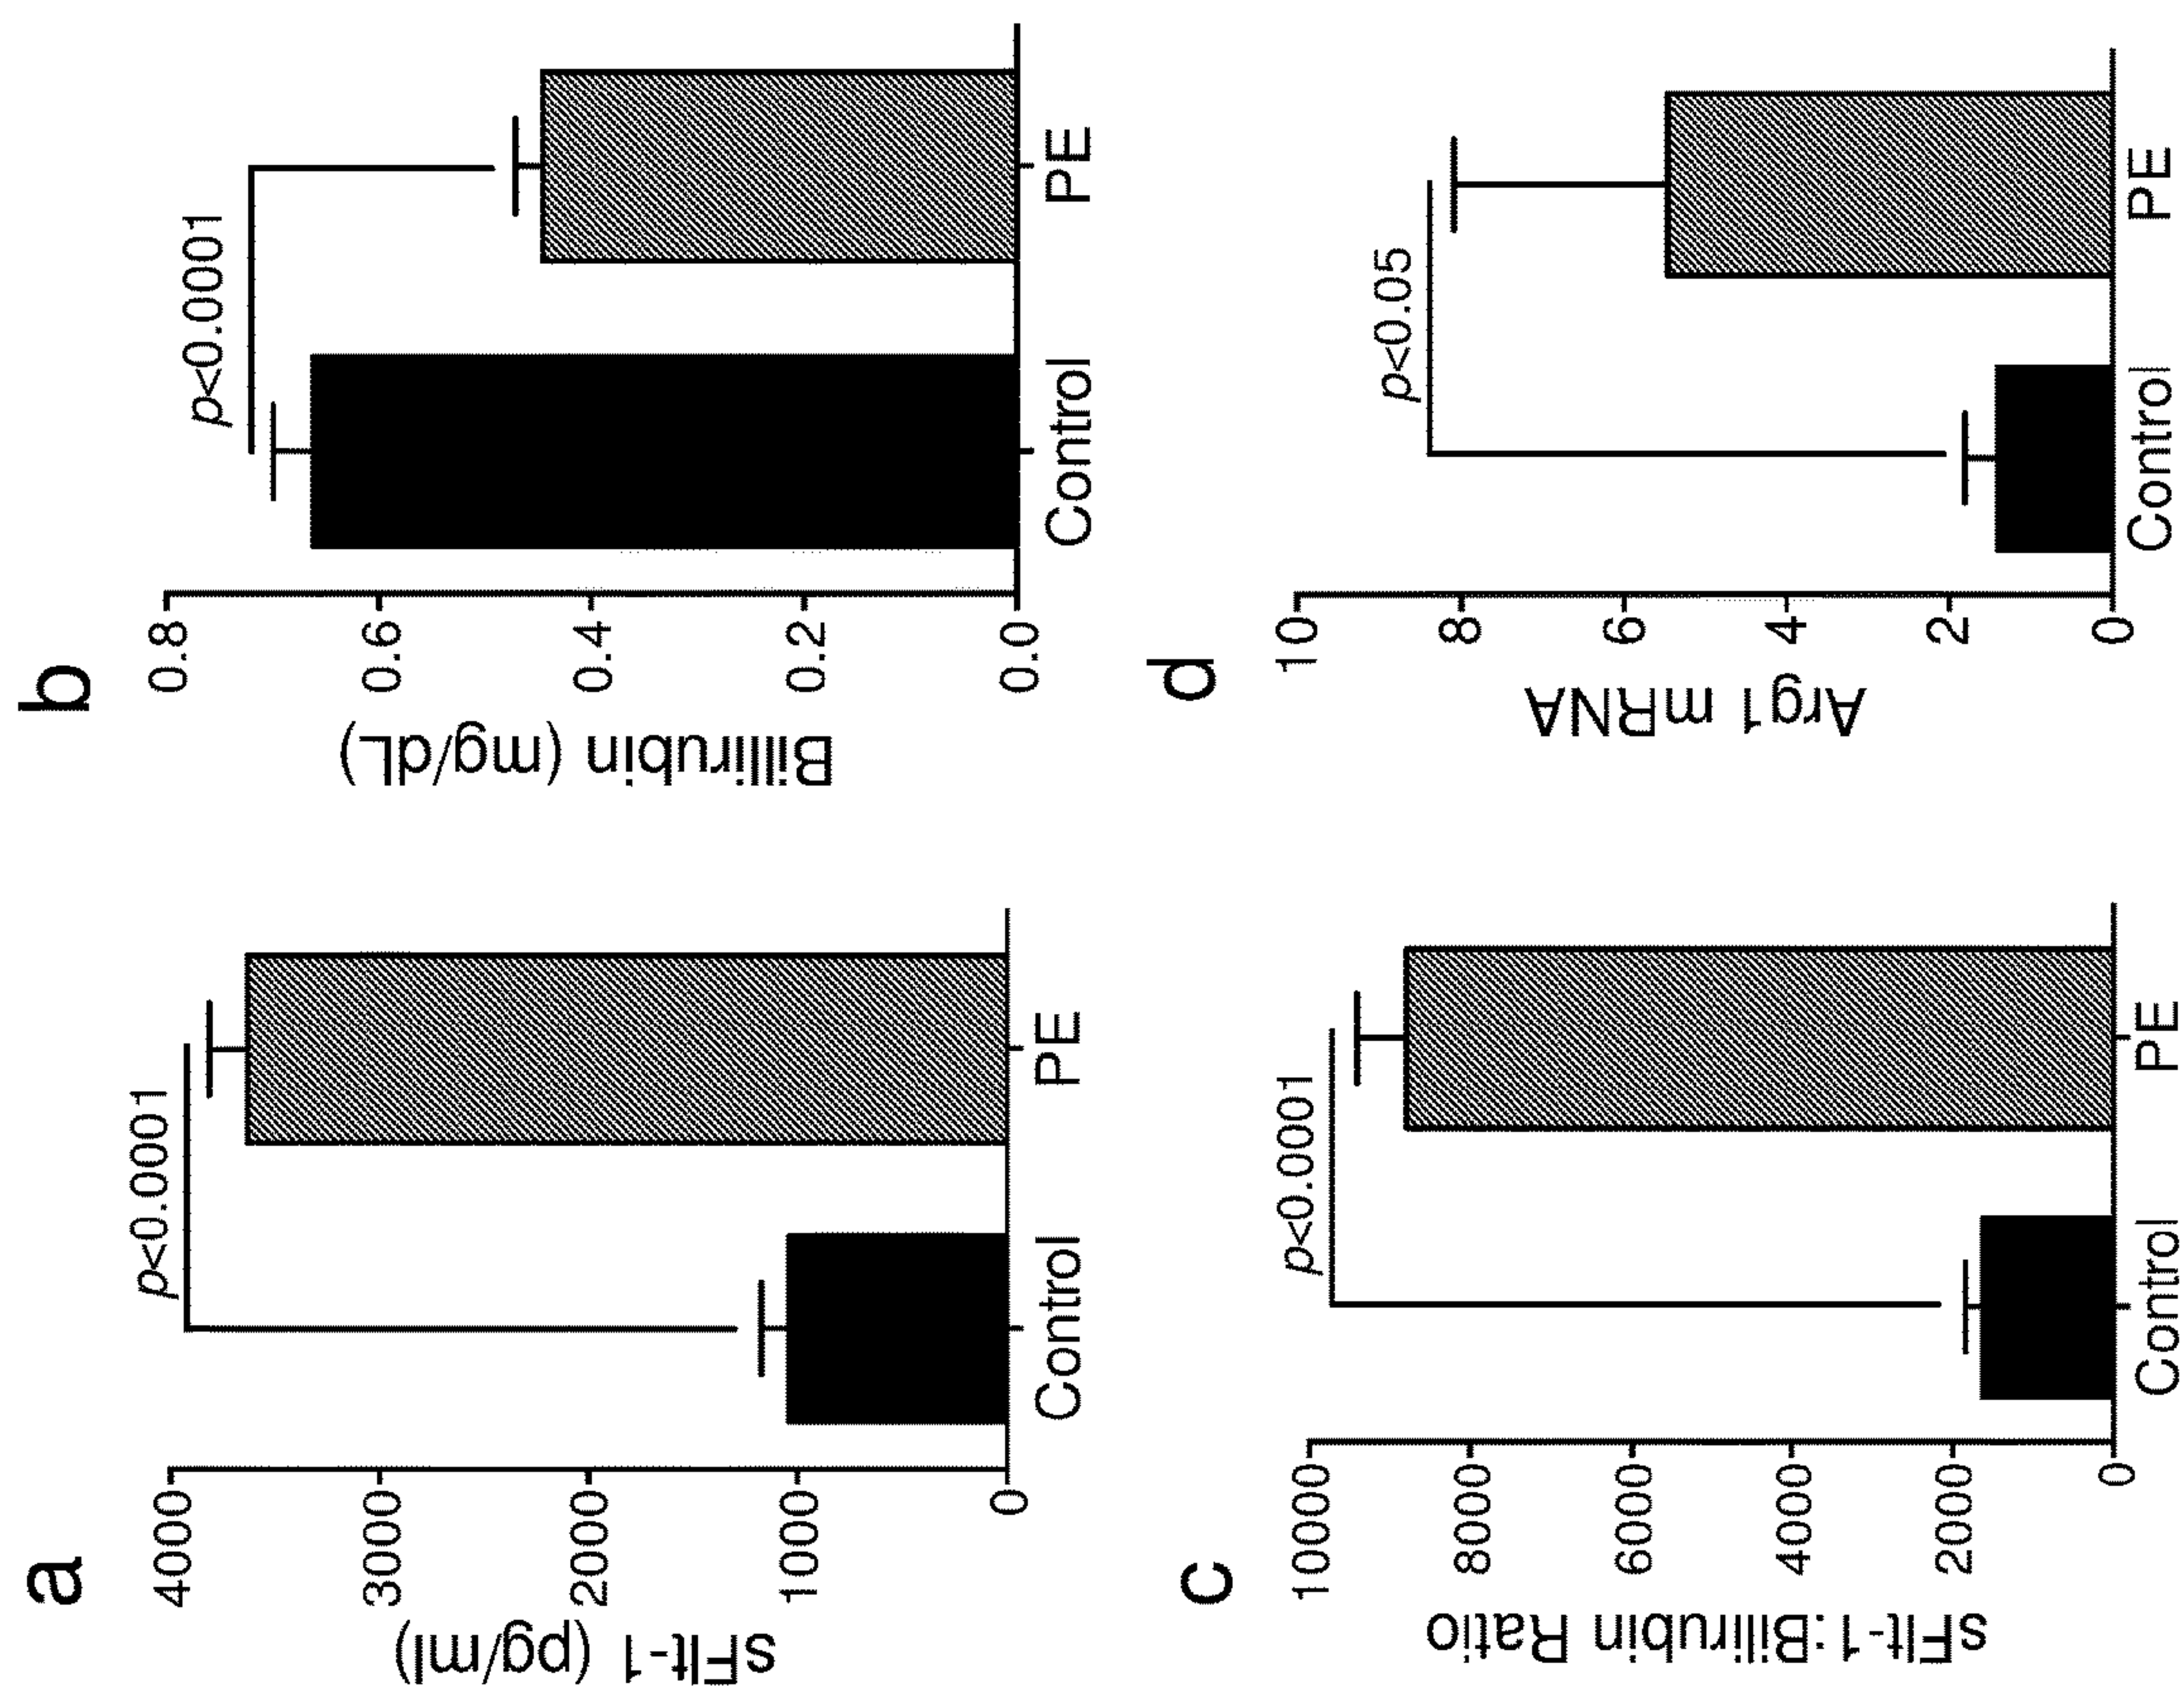 a
sFlt-1 (pg/ml)
4000
3000
2000
1000
0
p<0.0001
Control
PE
b
Bilirubin (mg/dL)
0.8
0.6
0.4
0.2
0.0
p<0.0001
Control
PE
c
sFlt-1:Bilirubin Ratio
10000
8000
6000
4000
2000
0
p<0.0001
Control
PE
d
Arg1 mRNA
10
8
6
4
2
0
p<0.05
Control
PE